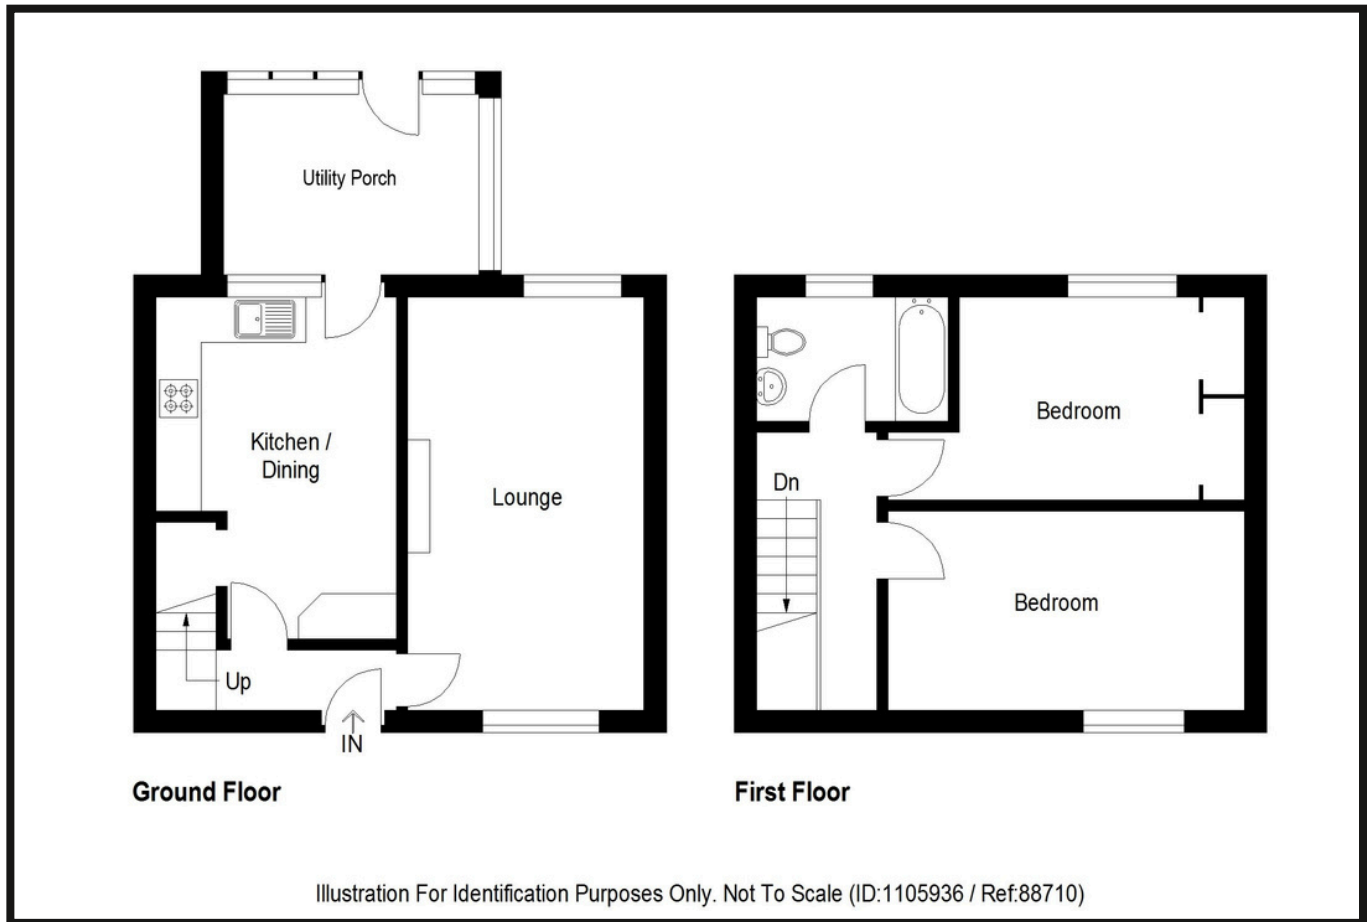 Utility Porch
Kitchen /
Dining
Lounge
Up
IN
Ground Floor
Bedroom
Dn
Bedroom
First Floor
Illustration For Identification Purposes Only. Not To Scale (ID:1105936 / Ref:88710)